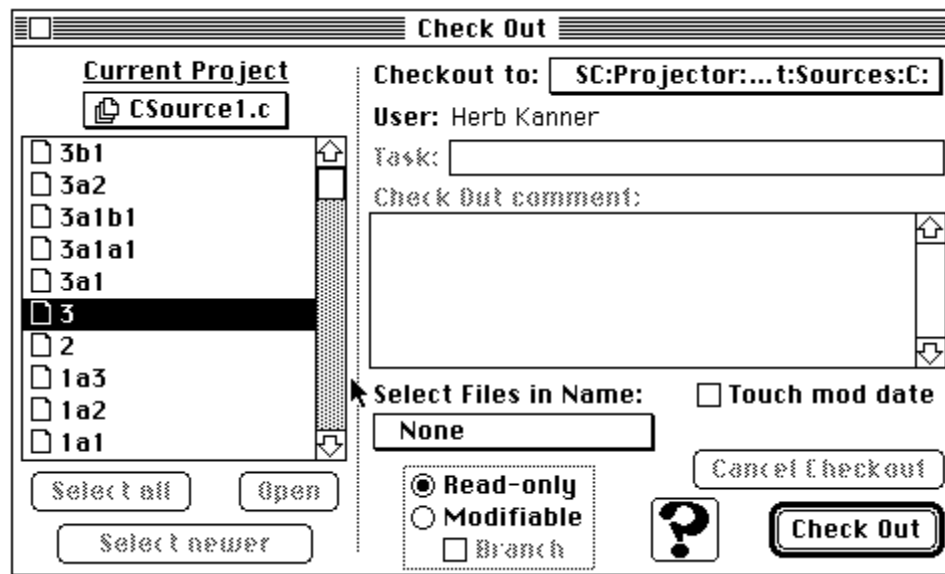 Check Out
Current Project
CSource1.c
3b1
3a2
3a1b1
3a1a1
3a1
3
2
1a3
1a2
1a1
Select all
Open
Select newer
Checkout to:
SC:Projector:...t:Sources:C:
User: Herb Kanner
Task:
Check Out comment:
Select Files in Name:
Touch mod date
None
Read-only
Modifiable
Branch
Cancel Checkout
?
Check Out